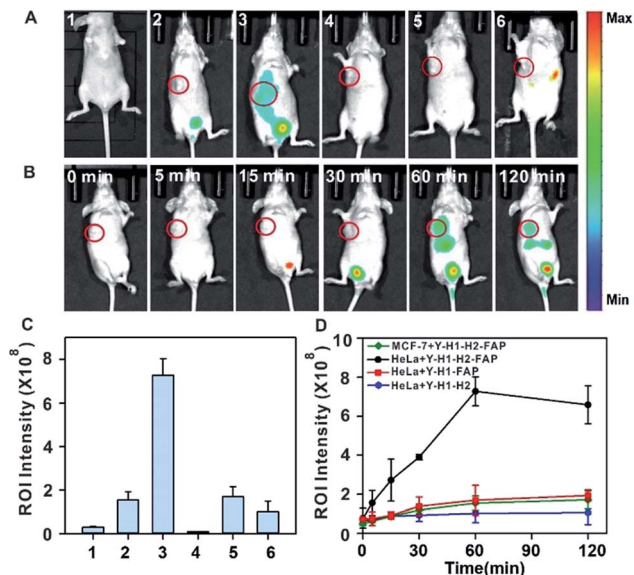 A 1 2 3 4 5 6 Max
B 0 min 5 min 15 min 30 min 60 min 120 min
Min
C
ROI Intensity (X10⁸)
8
6
4
2
0
1 2 3 4 5 6
D
ROI Intensity (X10⁸)
10
8
6
4
2
0
MCF-7+Y-H1-H2-FAP
HeLa+Y-H1-H2-FAP
HeLa+Y-H1-FAP
HeLa+Y-H1-H2
0 30 60 90 120
Time(min)